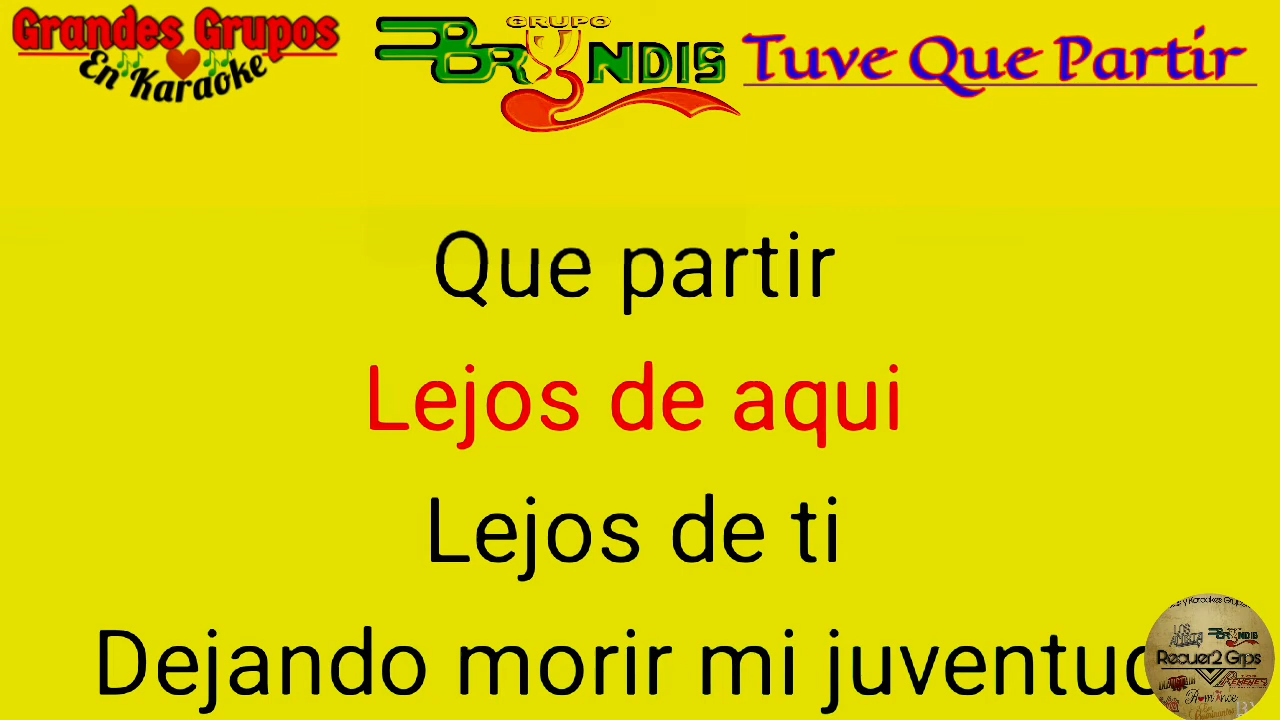 Grandes Grupos
En Karaoke
GRUPO
BRYNDIS
Tuve Que Partir
Que partir
Lejos de aqui
Lejos de ti
Dejando morir mi juventud
Recuer2 Grps